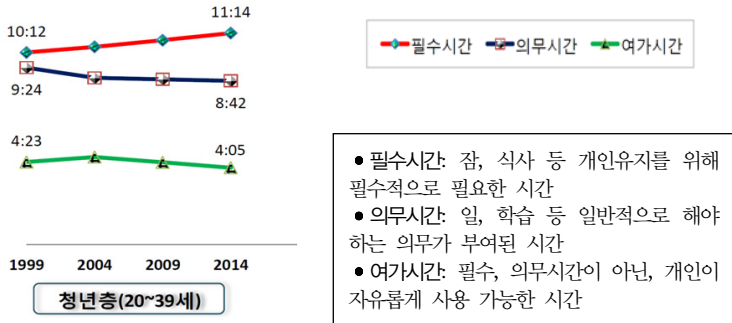 11:14
10:12
9:24
8:42
4:23
4:05
1999 2004 2009 2014
청년층(20~39세)
필수시간 의무시간 여가시간
• 필수시간: 잠, 식사 등 개인유지를 위해
필수적으로 필요한 시간
• 의무시간: 일, 학습 등 일반적으로 해야
하는 의무가 부여된 시간
• 여가시간: 필수, 의무시간이 아닌, 개인이
자유롭게 사용 가능한 시간